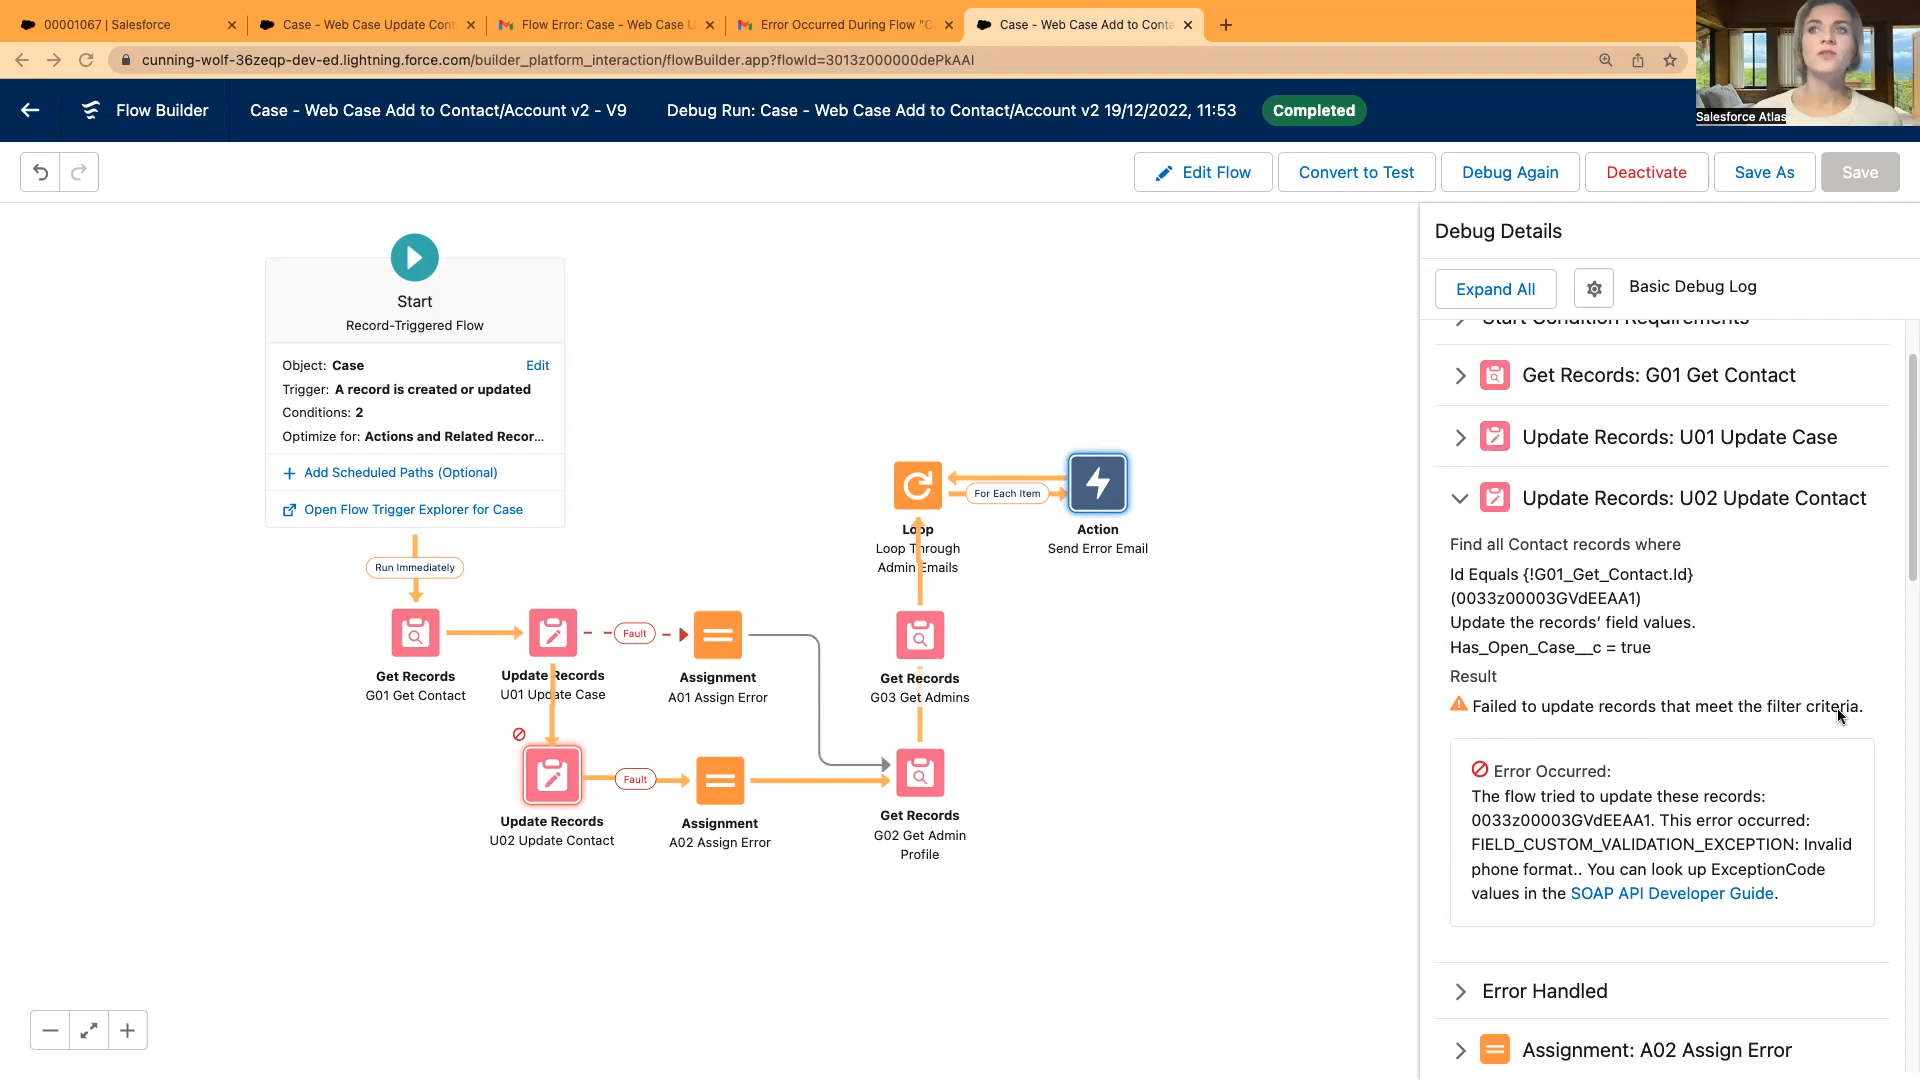 00001067 | Salesforce
Case - Web Case Update Cont
Flow Error: Case - Web Case U
Error Occurred During Flow "C
Case - Web Case Add to Conta
cunning-wolf-36zeqp-dev-ed.lightning.force.com/builder_platform_interaction/flowBuilder.app?flowId=3013z000000dePkAAI
Salesforce Atlas
Flow Builder
Case - Web Case Add to Contact/Account v2 - V9
Debug Run: Case - Web Case Add to Contact/Account v2 19/12/2022, 11:53
Completed
Edit Flow
Convert to Test
Debug Again
Deactivate
Save As
Save
Start
Record-Triggered Flow
Object: Case
Edit
Trigger: A record is created or updated
Conditions: 2
Optimize for: Actions and Related Recor...
Add Scheduled Paths (Optional)
Open Flow Trigger Explorer for Case
Run Immediately
Get Records
G01 Get Contact
Update Records
U01 Update Case
Fault
Assignment
A01 Assign Error
Update Records
U02 Update Contact
Fault
Assignment
A02 Assign Error
Get Records
G02 Get Admin
Profile
Get Records
G03 Get Admins
Loop
Loop Through
Admin Emails
For Each Item
Action
Send Error Email
Debug Details
Expand All
Basic Debug Log
Start Condition Requirements
Get Records: G01 Get Contact
Update Records: U01 Update Case
Update Records: U02 Update Contact
Find all Contact records where
Id Equals {!G01_Get_Contact.Id}
(0033z00003GVdEEAA1)
Update the records’ field values.
Has_Open_Case__c = true
Result
Failed to update records that meet the filter criteria.
Error Occurred:
The flow tried to update these records:
0033z00003GVdEEAA1. This error occurred:
FIELD_CUSTOM_VALIDATION_EXCEPTION: Invalid
phone format.. You can look up ExceptionCode
values in the SOAP API Developer Guide.
Error Handled
Assignment: A02 Assign Error